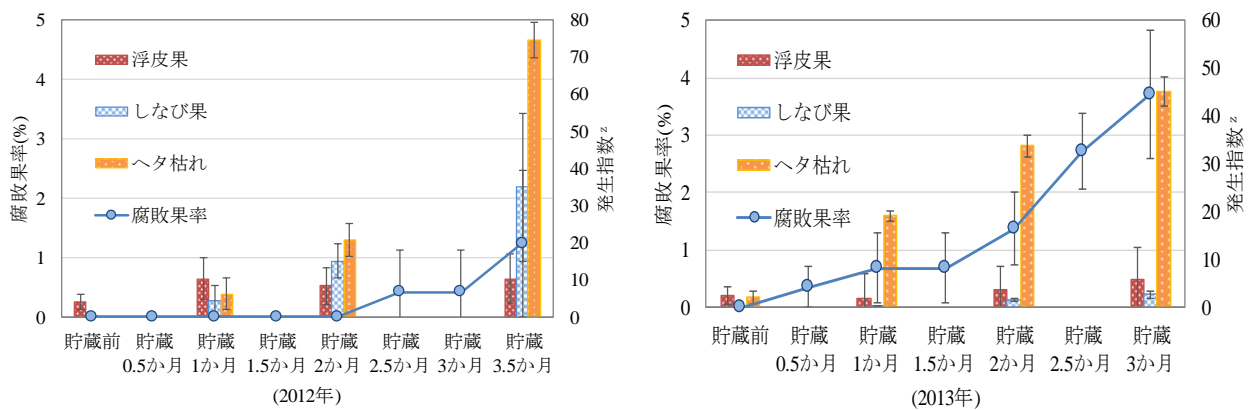 腐敗果率(%)
5
4
3
2
1
0
浮皮果
しなび果
ヘタ枯れ
腐敗果率
80
70
60
50
40
30
20
10
0
発生指数z
貯蔵前
貯蔵
0.5か月
貯蔵
1か月
貯蔵
1.5か月
貯蔵
2か月
貯蔵
2.5か月
貯蔵
3か月
貯蔵
3.5か月
(2012年)
腐敗果率(%)
5
4
3
2
1
0
浮皮果
しなび果
ヘタ枯れ
腐敗果率
60
50
40
30
20
10
0
発生指数z
貯蔵前
貯蔵
0.5か月
貯蔵
1か月
貯蔵
1.5か月
貯蔵
2か月
貯蔵
2.5か月
貯蔵
3か月
(2013年)